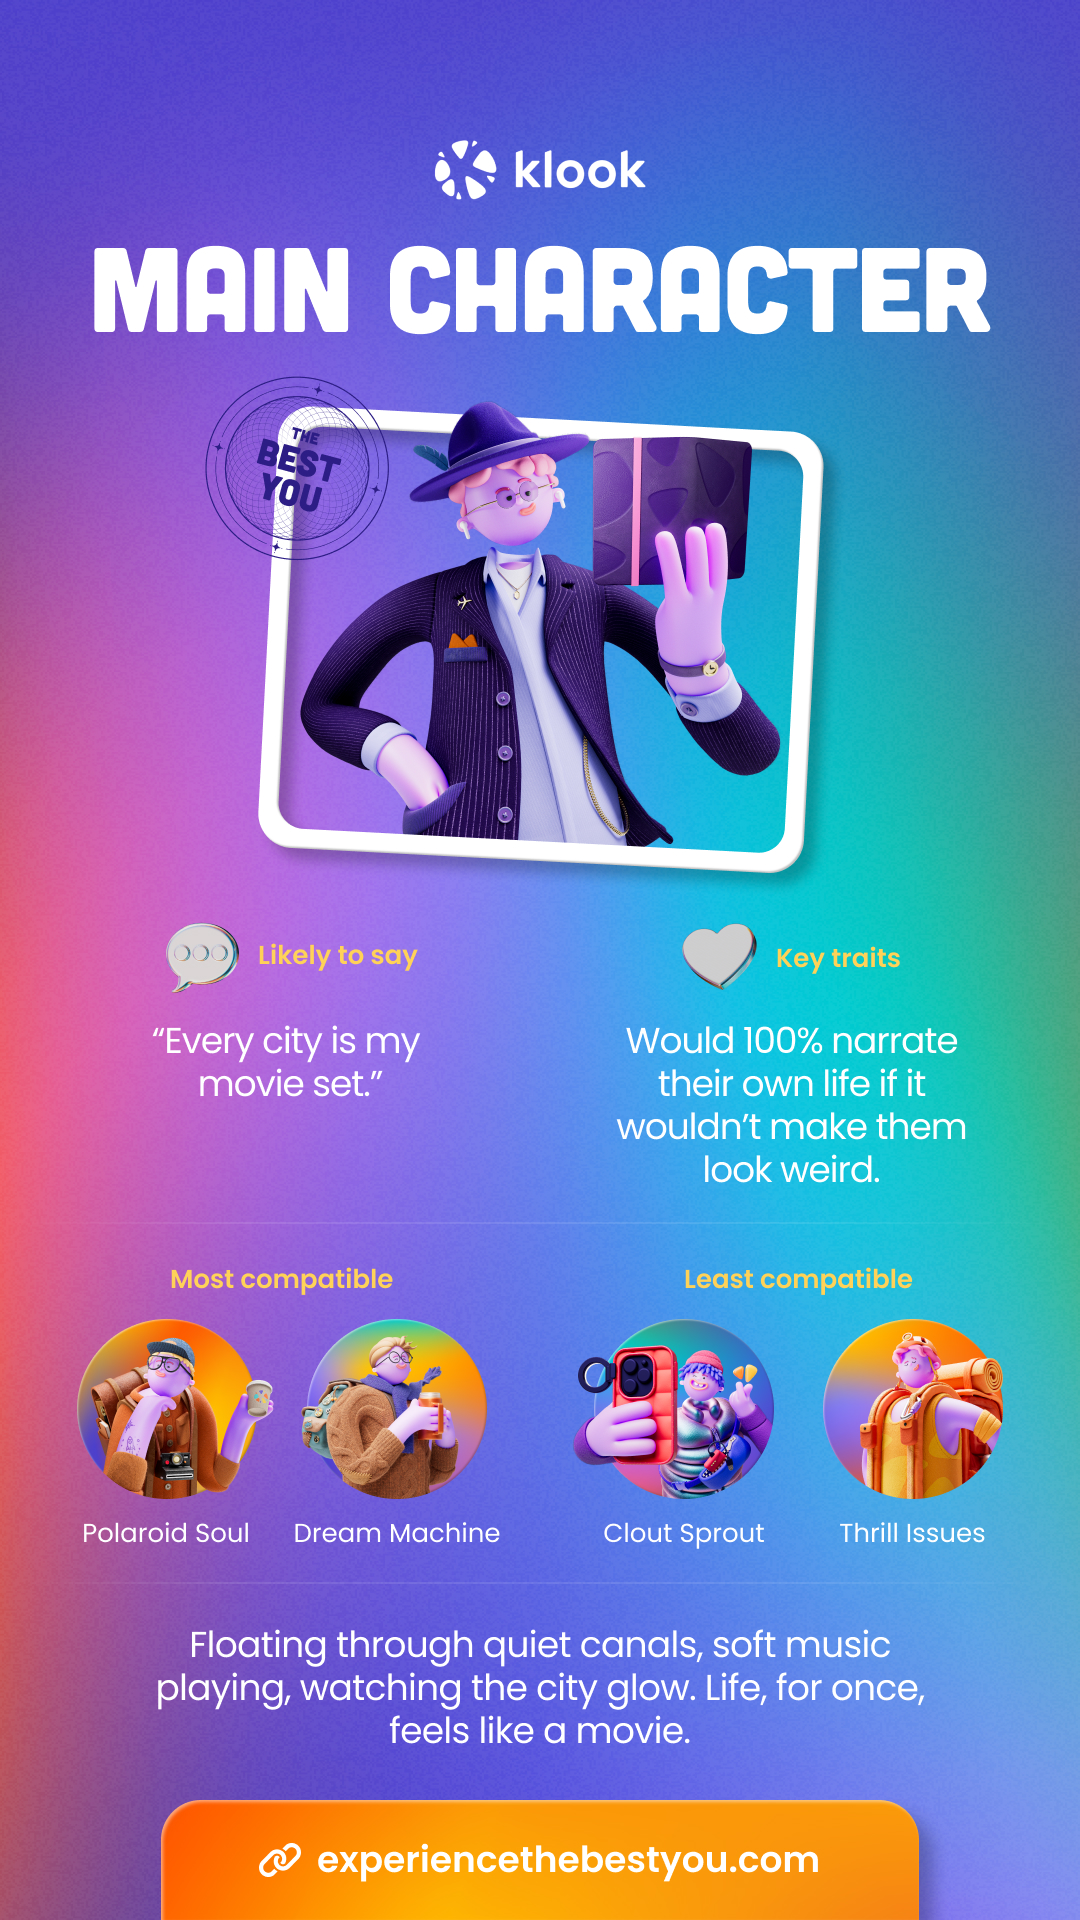 klook
MAIN CHARACTER
THE
BEST
YOU
Likely to say
“Every city is my
movie set.”
Key traits
Would 100% narrate
their own life if it
wouldn’t make them
look weird.
Most compatible
Polaroid Soul
Dream Machine
Least compatible
Clout Sprout
Thrill Issues
Floating through quiet canals, soft music
playing, watching the city glow. Life, for once,
feels like a movie.
experiencethebestyou.com